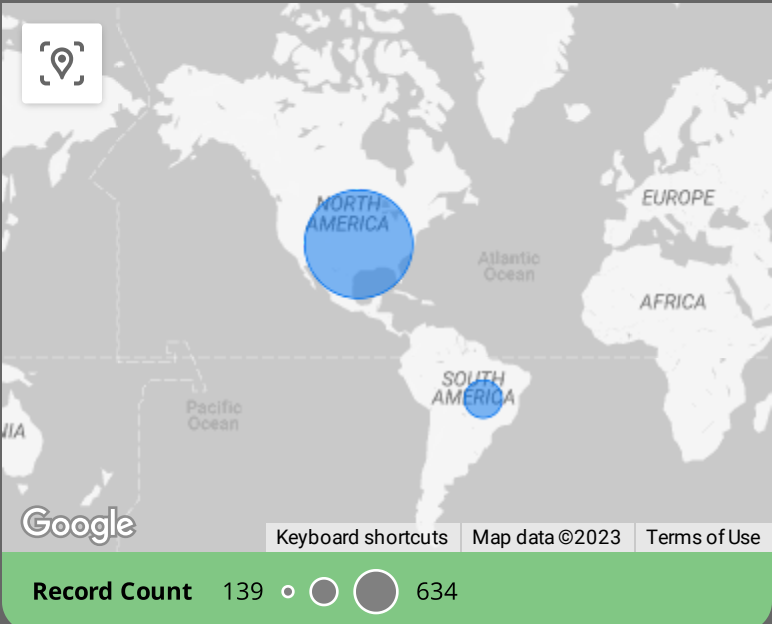 NORTH
AMERICA
EUROPE
Atlantic
Ocean
AFRICA
SOUTH
AMERICA
Pacific
Ocean
NIA
Google
Keyboard shortcuts Map data ©2023 Terms of Use
Record Count 139 634